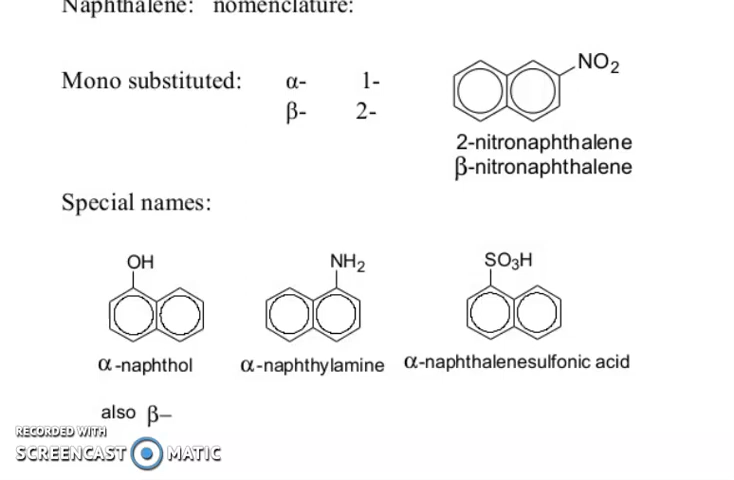 Naphthalene: nomenclature:
Mono substituted: α- 1-
β- 2-
NO2
2-nitronaphthalene
β-nitronaphthalene
Special names:
OH NH2 SO3H
α-naphthol α-naphthylamine α-naphthalenesulfonic acid
also β–
RECORDED WITH
SCREENCAST MATIC